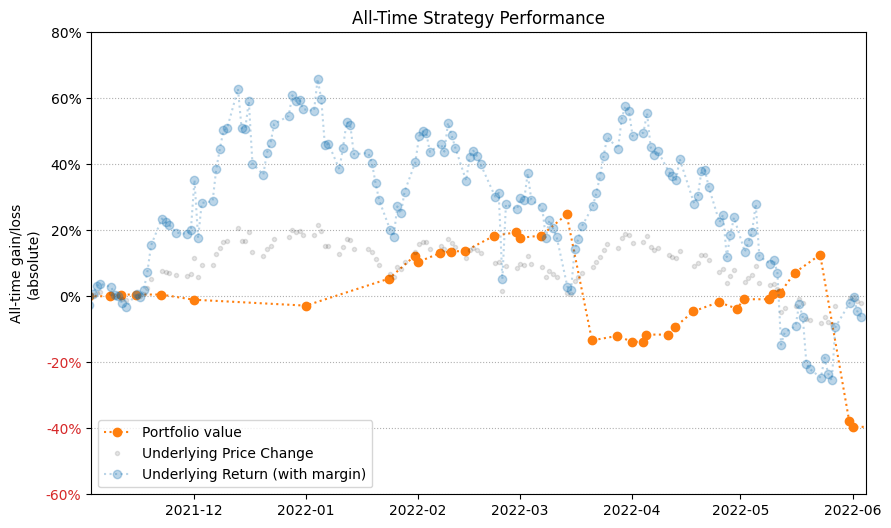 All-Time Strategy Performance
80%
60%
40%
20%
0%
-20%
-40%
-60%
All-time gain/loss
(absolute)
Portfolio value
Underlying Price Change
Underlying Return (with margin)
2021-12 2022-01 2022-02 2022-03 2022-04 2022-05 2022-06